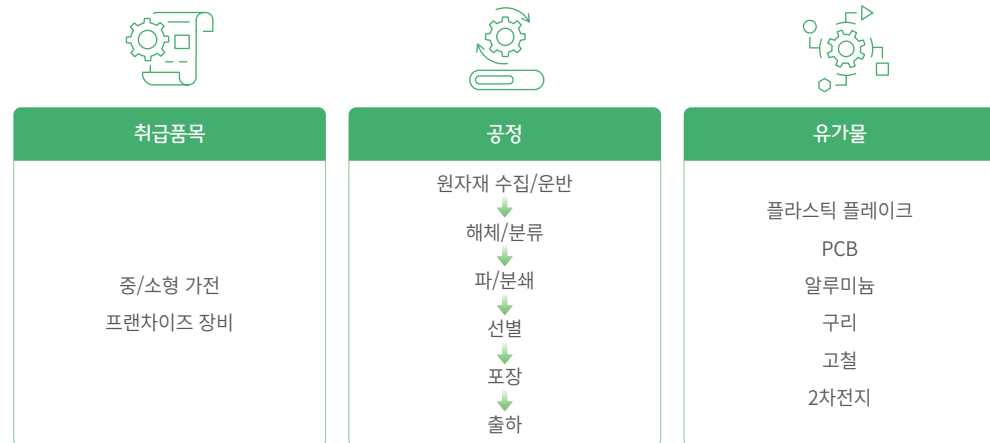 취급품목
중/소형 가전
프랜차이즈 장비
공정
원자재 수집/운반
해체/분류
파/분쇄
선별
포장
출하
유가물
플라스틱 플레이크
PCB
알루미늄
구리
고철
2차전지